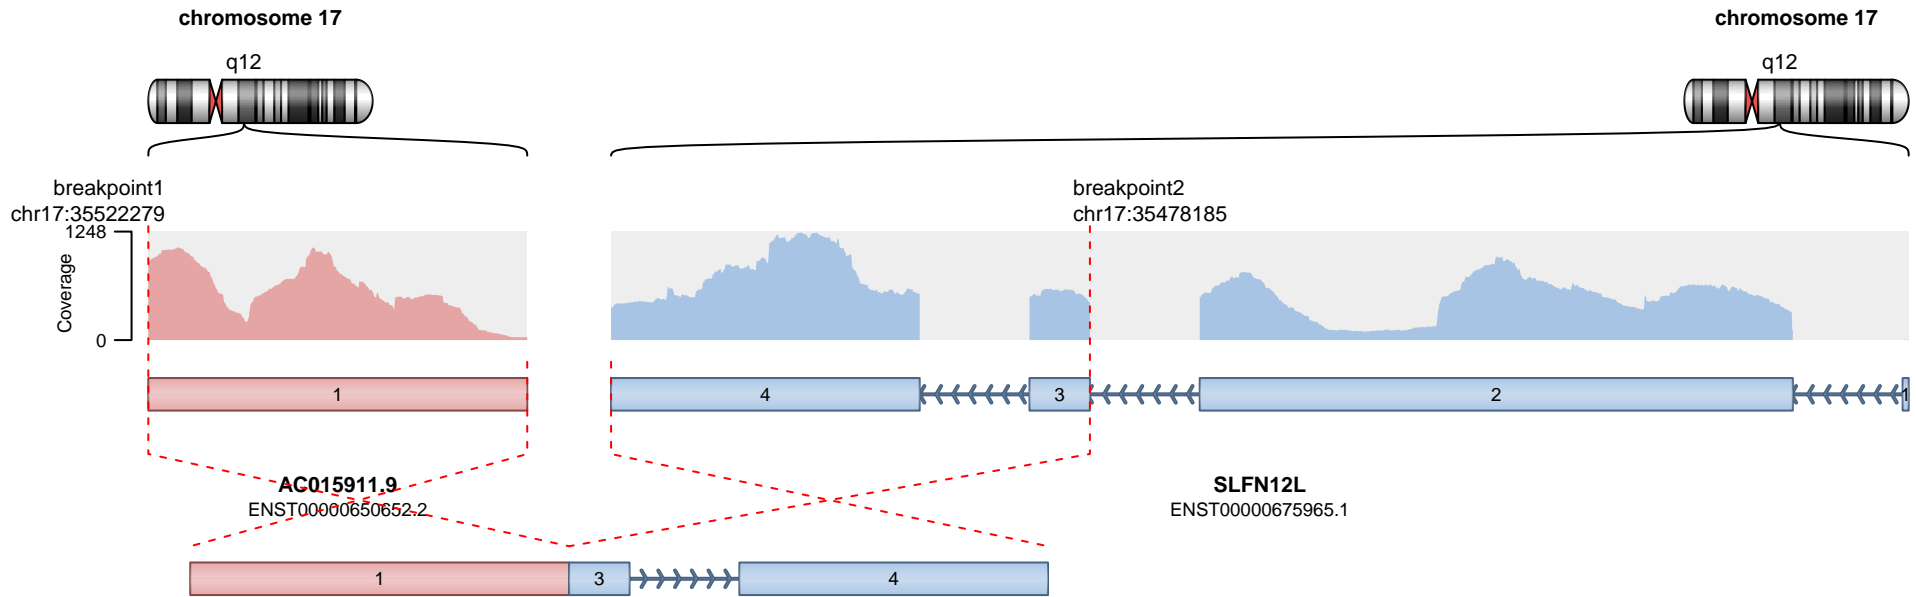 chromosome 17
chromosome 17
q12
q12
breakpoint1
chr17:35522279
breakpoint2
chr17:35478185
1248
Coverage
0
1
4
3
2
1
AC015911.9
ENST00000650652.2
SLFN12L
ENST00000675965.1
1
3
4